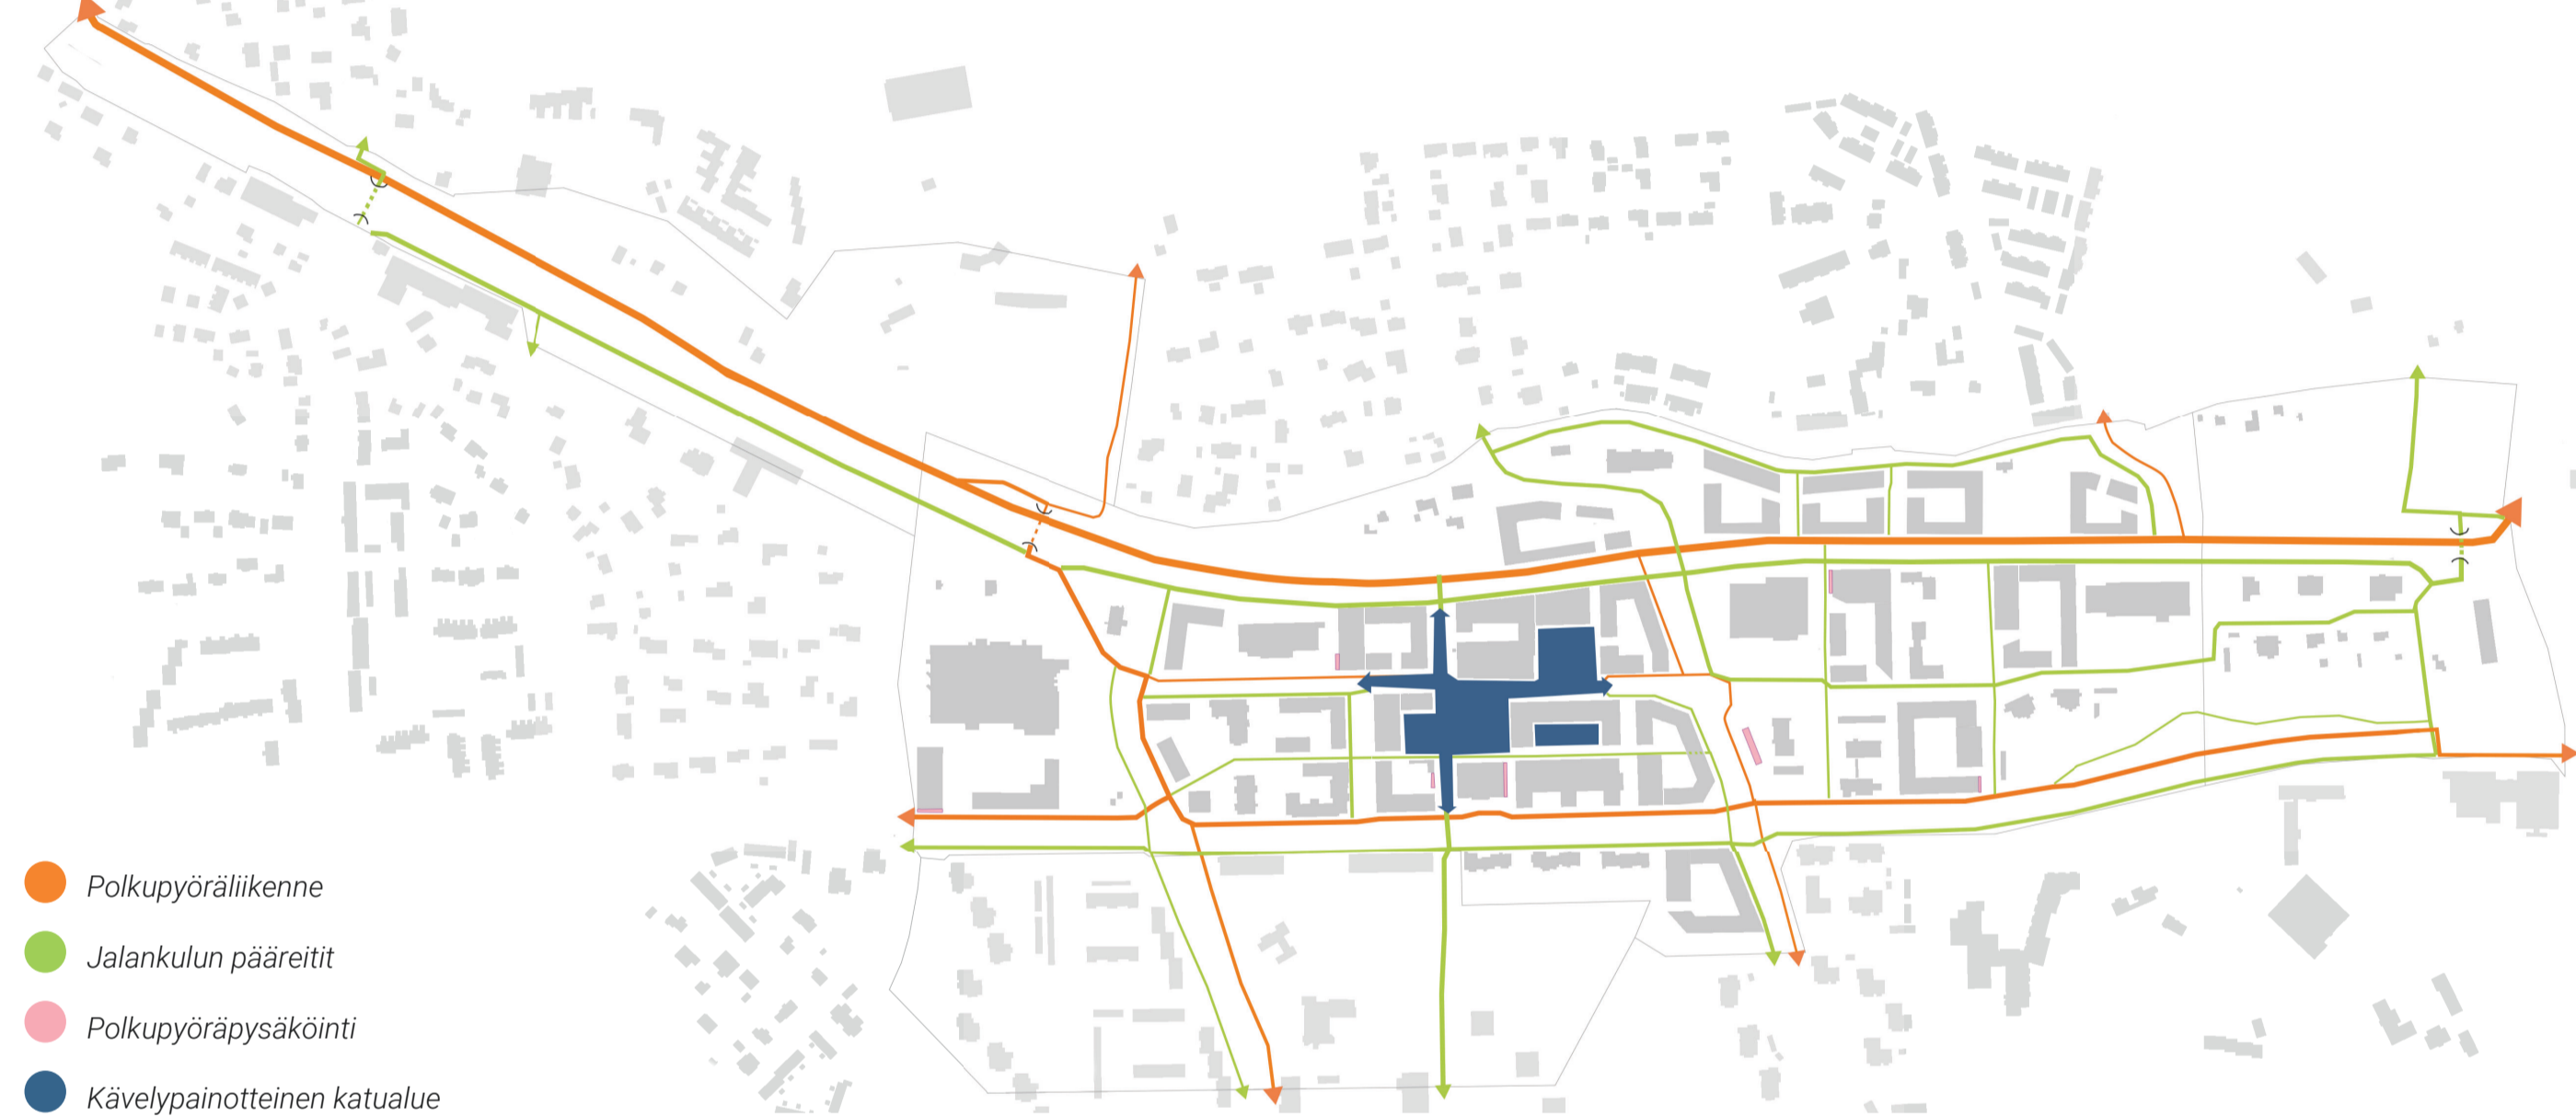 Polkupyöräliikenne
Jalankulun pääreitit
Polkupyöräpysäköinti
Kävelypainotteinen katualue